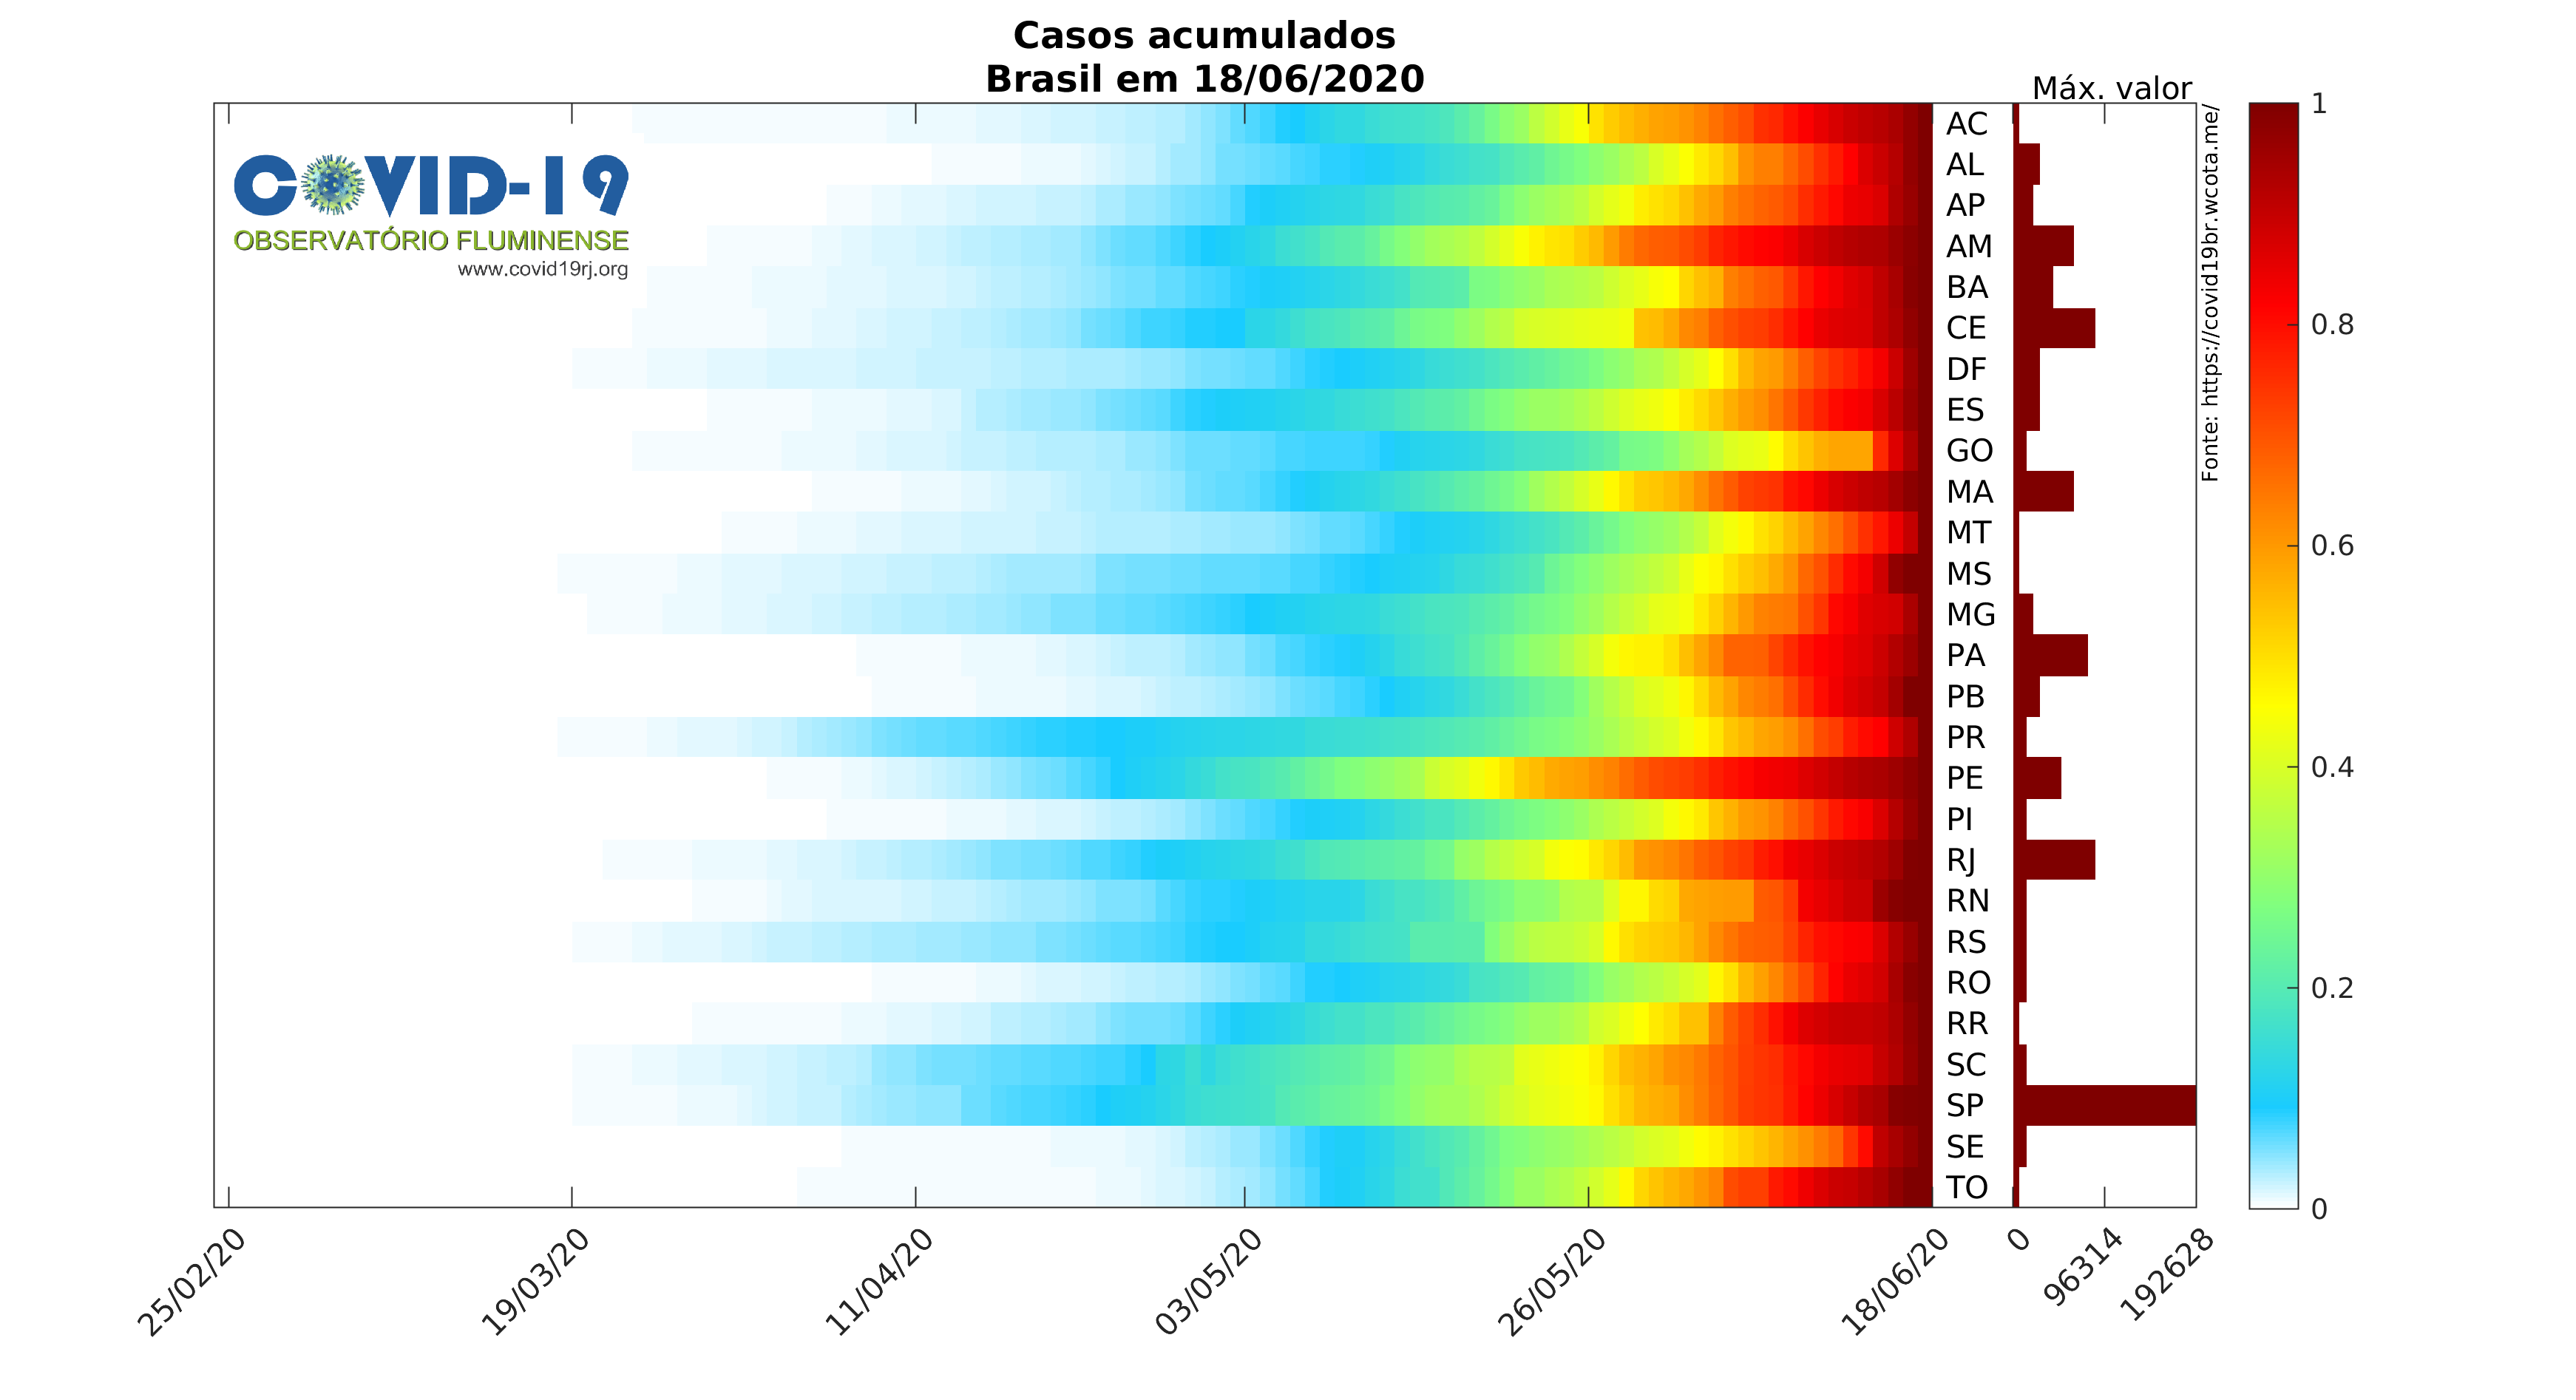 Casos acumulados
Brasil em 18/06/2020
Máx. valor
COVID-19
OBSERVATÓRIO FLUMINENSE
www.covid19rj.org
AC
AL
AP
AM
BA
CE
DF
ES
GO
MA
MT
MS
MG
PA
PB
PR
PE
PI
RJ
RN
RS
RO
RR
SC
SP
SE
TO
Fonte: https://covid19br.wcota.me/
1
0.8
0.6
0.4
0.2
0
25/02/20
19/03/20
11/04/20
03/05/20
26/05/20
18/06/20
0
96314
192628